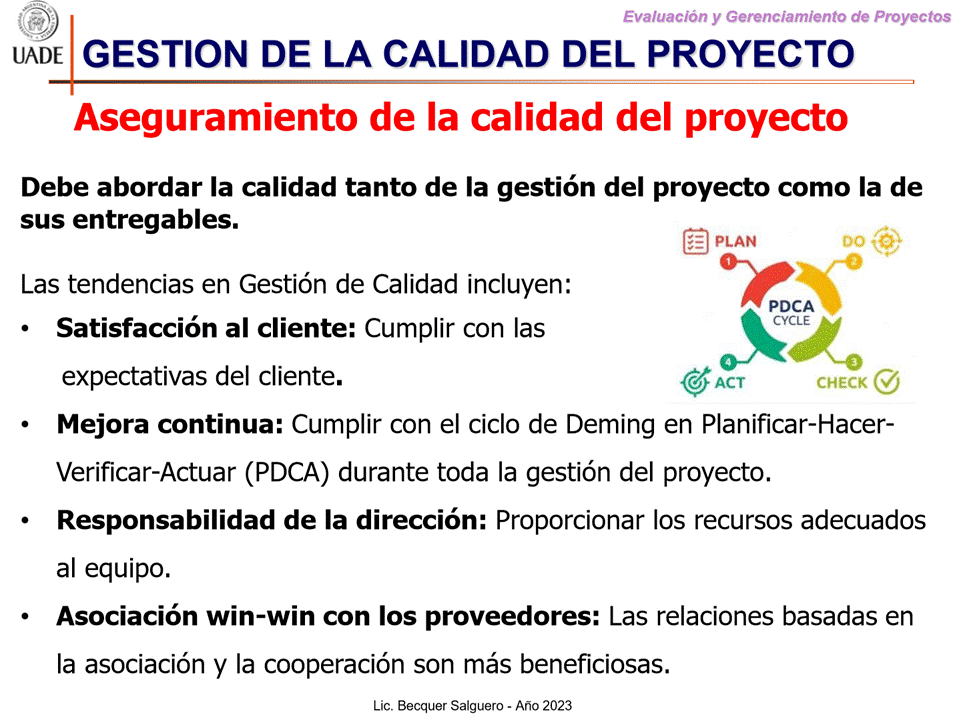 Evaluación y Gerenciamiento de Proyectos
UADE
GESTION DE LA CALIDAD DEL PROYECTO
Aseguramiento de la calidad del proyecto
Debe abordar la calidad tanto de la gestión del proyecto como la de
sus entregables.
PLAN
DO
1
2
PDCA
CYCLE
4
3
ACT
CHECK
Las tendencias en Gestión de Calidad incluyen:
• Satisfacción al cliente: Cumplir con las
expectativas del cliente.
• Mejora continua: Cumplir con el ciclo de Deming en Planificar-Hacer-
Verificar-Actuar (PDCA) durante toda la gestión del proyecto.
• Responsabilidad de la dirección: Proporcionar los recursos adecuados
al equipo.
• Asociación win-win con los proveedores: Las relaciones basadas en
la asociación y la cooperación son más beneficiosas.
Lic. Becquer Salguero - Año 2023